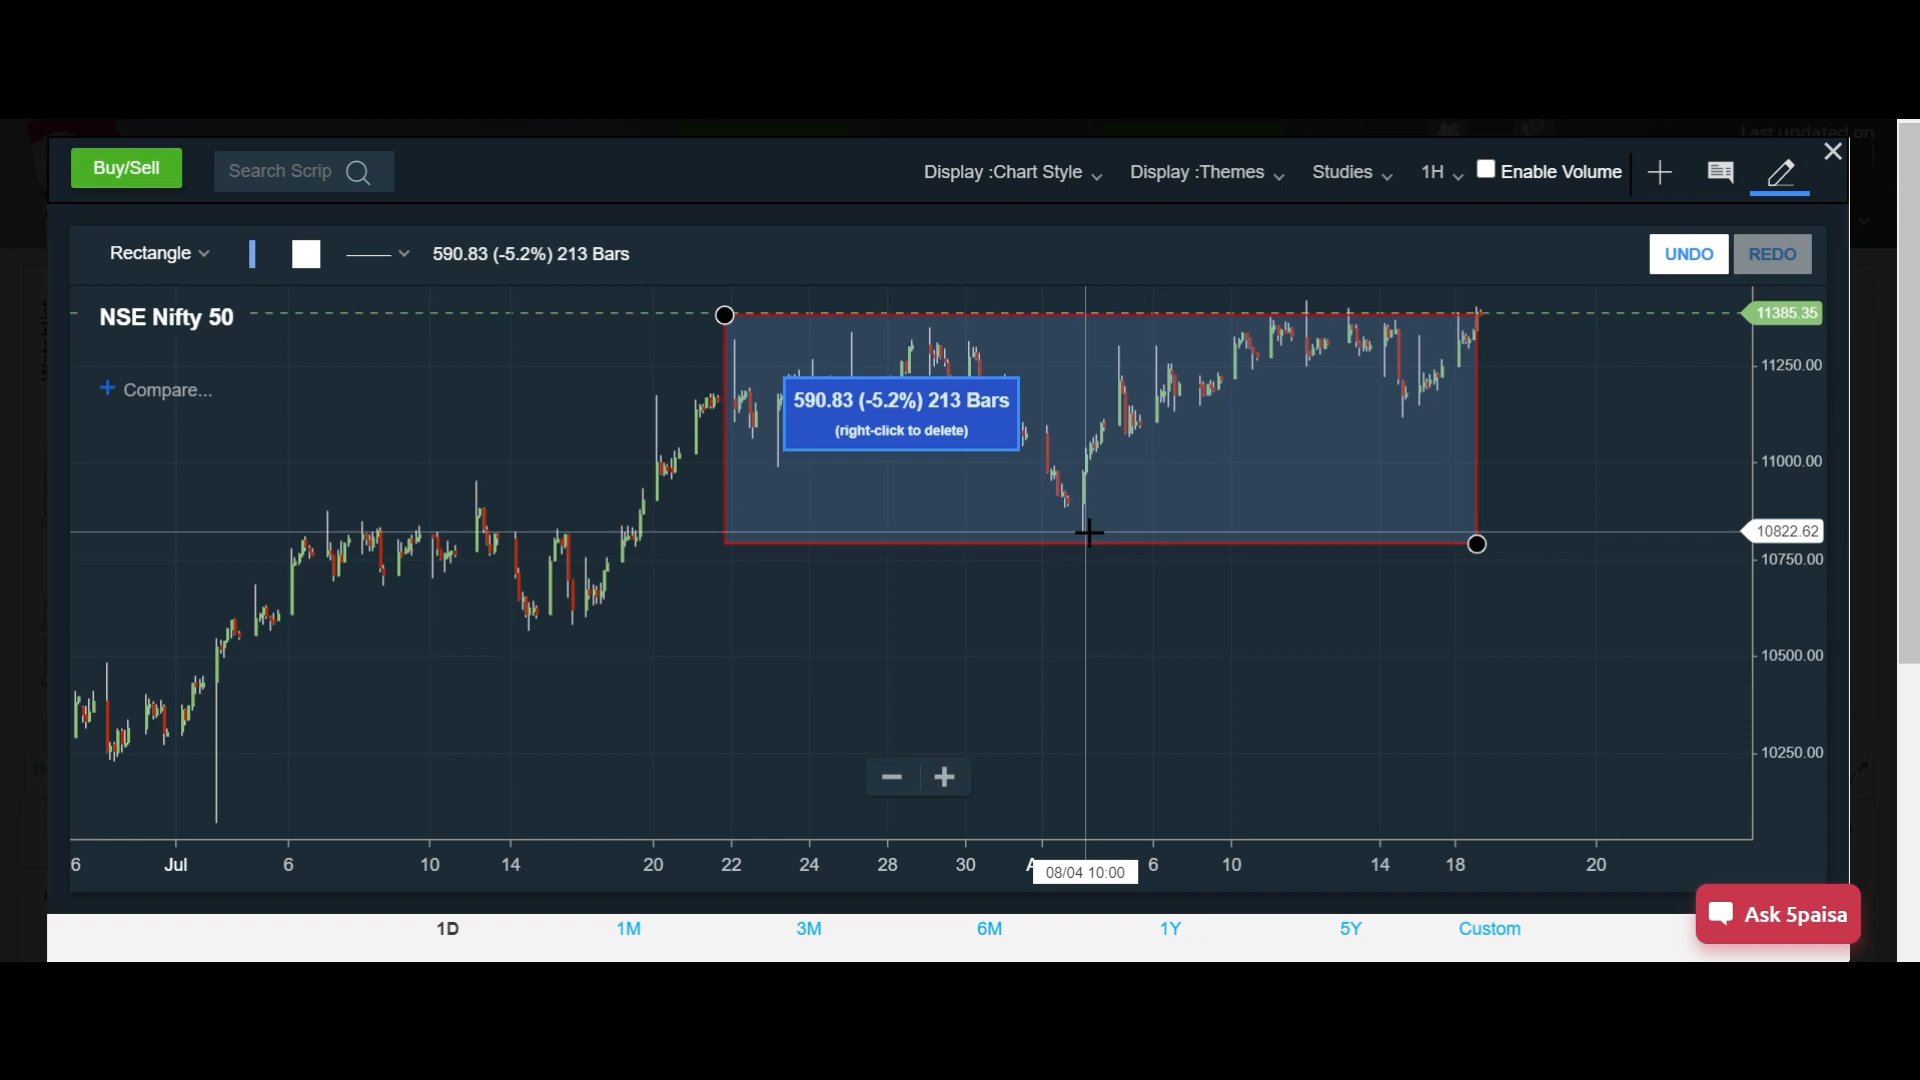 Last updated on
Buy/Sell
Search Scrip
Display :Chart Style
Display :Themes
Studies
1H
Enable Volume
Rectangle
590.83 (-5.2%) 213 Bars
UNDO
REDO
NSE Nifty 50
11385.35
11250.00
Compare...
590.83 (-5.2%) 213 Bars
(right-click to delete)
11000.00
10822.62
10750.00
10500.00
10250.00
6 Jul 6 10 14 20 22 24 28 30 A 6 10 14 18 20
08/04 10:00
Ask 5paisa
1D 1M 3M 6M 1Y 5Y Custom